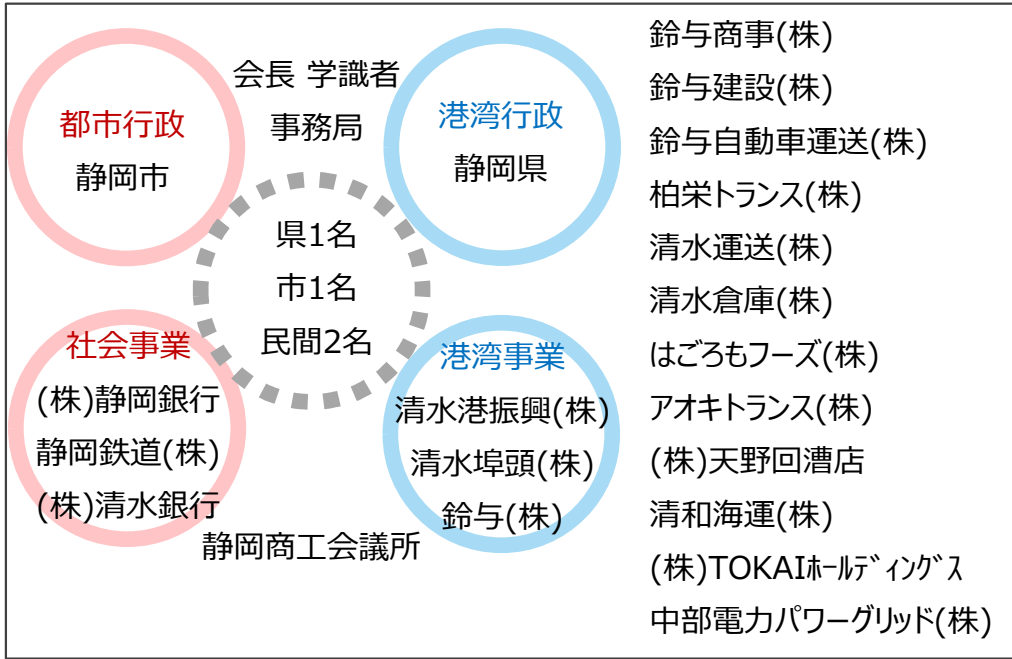 会長 学識者
事務局
都市行政
静岡市
港湾行政
静岡県
県1名
市1名
民間2名
社会事業
(株)静岡銀行
静岡鉄道(株)
(株)清水銀行
港湾事業
清水港振興(株)
清水埠頭(株)
鈴与(株)
静岡商工会議所
鈴与商事(株)
鈴与建設(株)
鈴与自動車運送(株)
柏栄トランス(株)
清水運送(株)
清水倉庫(株)
はごろもフーズ(株)
アオキトランス(株)
(株)天野回漕店
清和海運(株)
(株)TOKAIホールディングス
中部電力パワーグリッド(株)